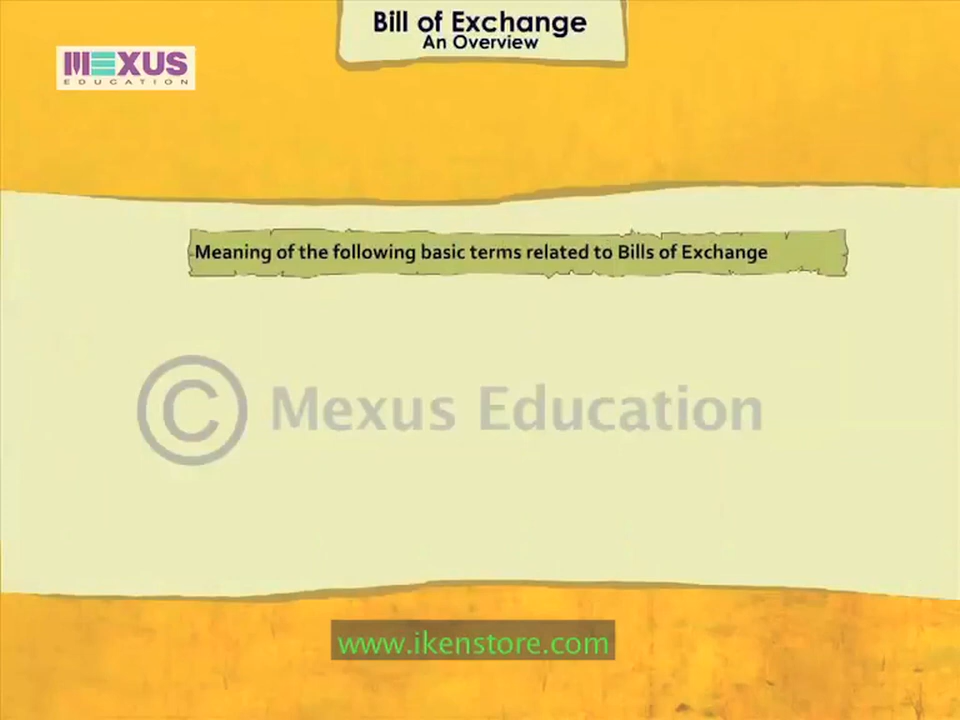 Bill of Exchange
An Overview
MEXUS
EDUCATION
Meaning of the following basic terms related to Bills of Exchange
© Mexus Education
www.ikenstore.com